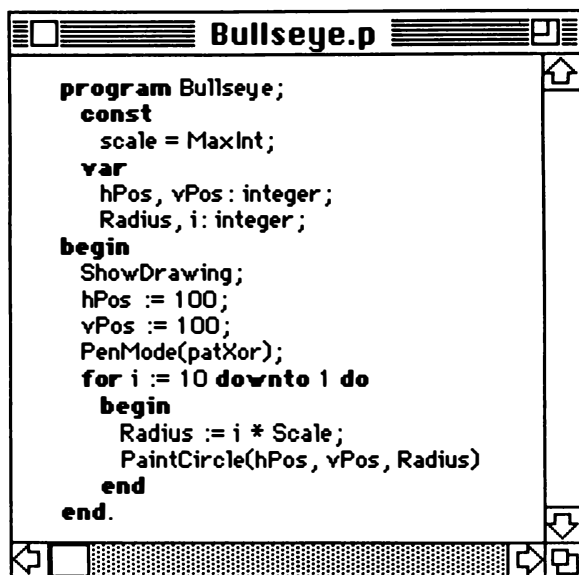 Bullseye.p
program Bullseye;
const
scale = MaxInt;
var
hPos, vPos: integer;
Radius, i: integer;
begin
ShowDrawing;
hPos := 100;
vPos := 100;
PenMode(patXor);
for i := 10 downto 1 do
begin
Radius := i * Scale;
PaintCircle(hPos, vPos, Radius)
end
end.